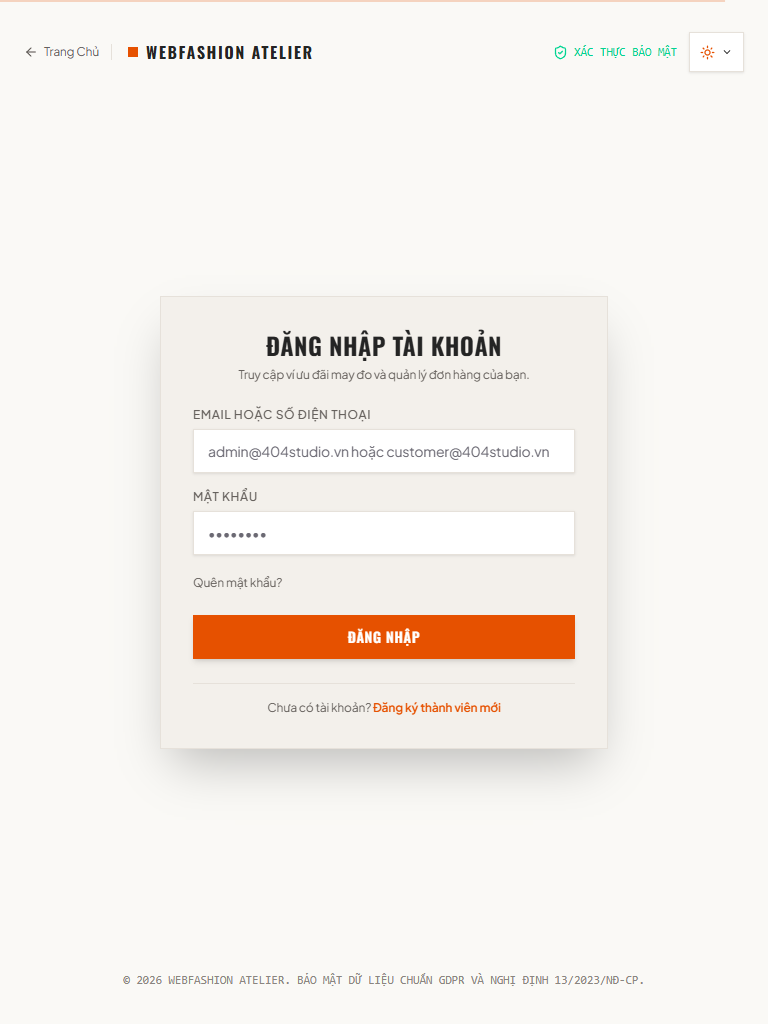 Trang Chủ
WEBFASHION ATELIER
XÁC THỰC BẢO MẬT
ĐĂNG NHẬP TÀI KHOẢN
Truy cập ví ưu đãi may đo và quản lý đơn hàng của bạn.
EMAIL HOẶC SỐ ĐIỆN THOẠI
admin@404studio.vn hoặc customer@404studio.vn
MẬT KHẨU
••••••••
Quên mật khẩu?
ĐĂNG NHẬP
Chưa có tài khoản? Đăng ký thành viên mới
© 2026 WEBFASHION ATELIER. BẢO MẬT DỮ LIỆU CHUẨN GDPR VÀ NGHỊ ĐỊNH 13/2023/NĐ-CP.